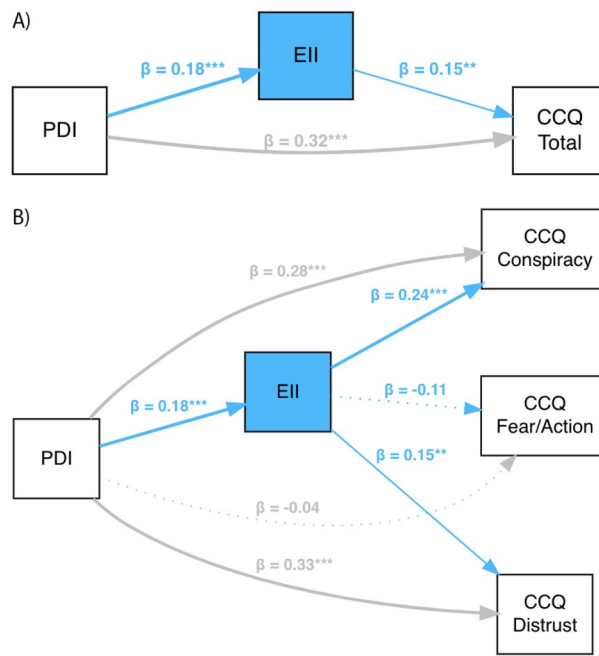 A)
EII
β = 0.18***
β = 0.15**
PDI
CCQ
Total
β = 0.32***
B)
CCQ
Conspiracy
β = 0.28***
β = 0.24***
EII
β = -0.11
CCQ
Fear/Action
β = 0.18***
PDI
β = 0.15**
β = -0.04
β = 0.33***
CCQ
Distrust